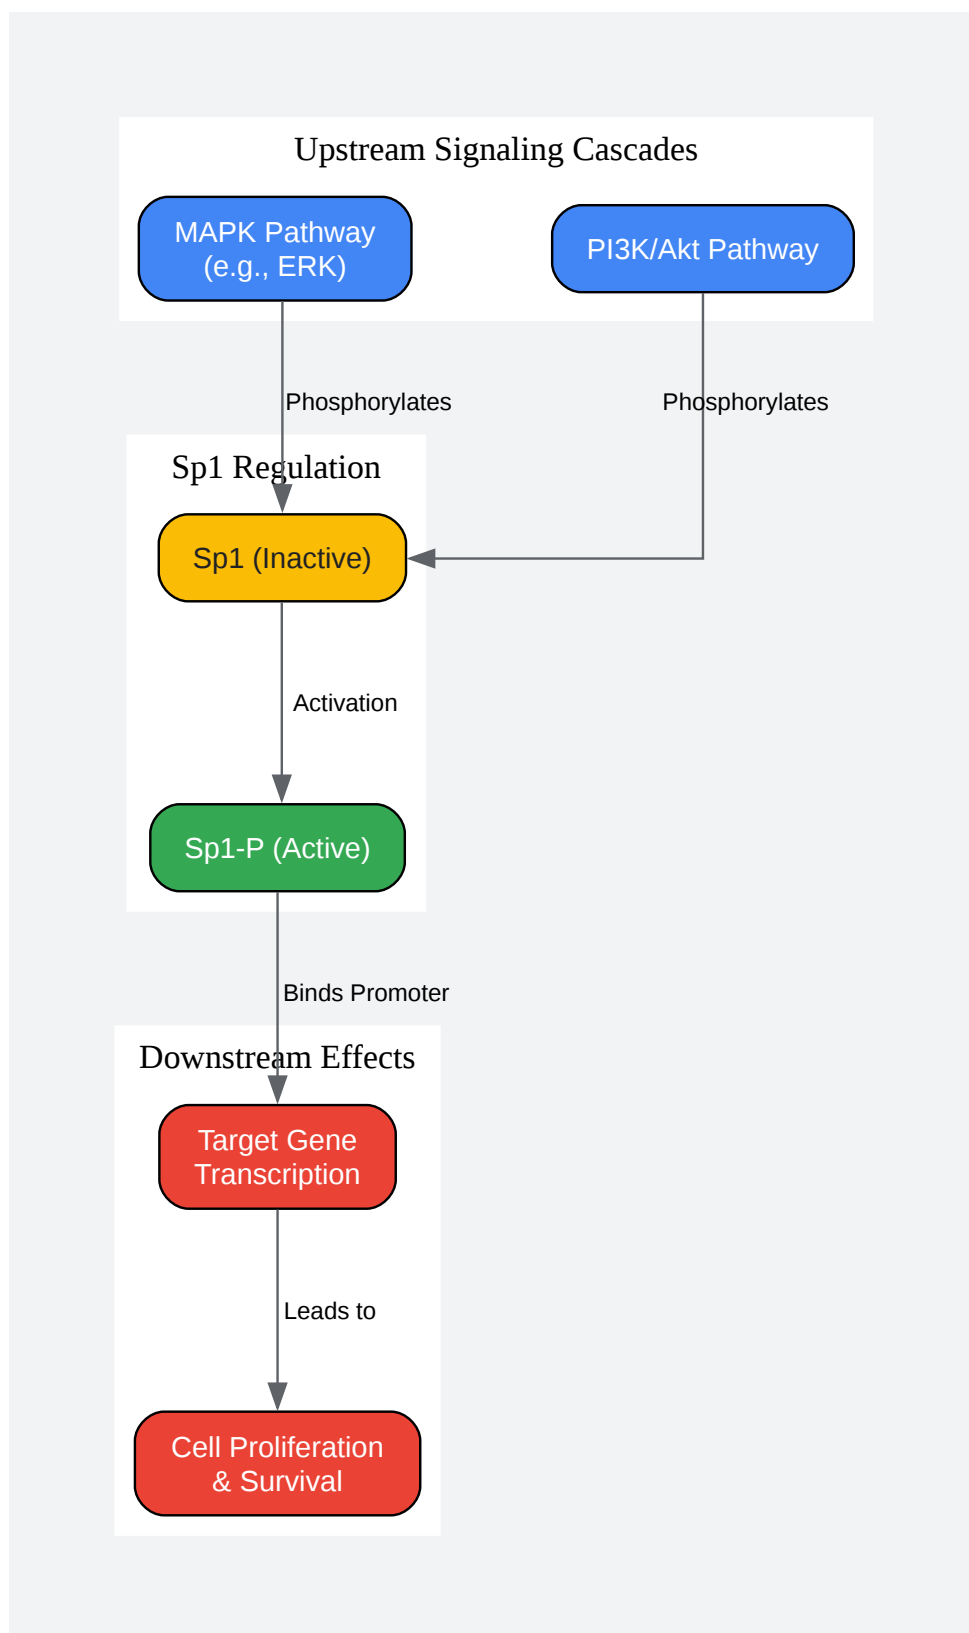 Upstream Signaling Cascades
MAPK Pathway
(e.g., ERK)
PI3K/Akt Pathway
Phosphorylates
Phosphorylates
Sp1 Regulation
Sp1 (Inactive)
Activation
Sp1-P (Active)
Binds Promoter
Downstream Effects
Target Gene
Transcription
Leads to
Cell Proliferation
& Survival